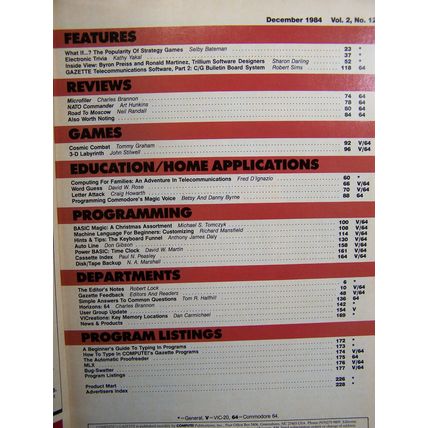 December 1984 Vol. 2, No. 12
FEATURES
What If...? The Popularity Of Strategy Games Selby Bateman 23 *
Electronic Trivia Kathy Yakal 37 *
Inside View: Byron Preiss and Ronald Martinez, Trillium Software Designers Sharon Darling 52 *
GAZETTE Telecommunications Software, Part 2: C/G Bulletin Board System Robert Sims 118 64
REVIEWS
Microfiler Charles Brannon 74 64
NATO Commander Art Hunkins 78 64
Road To Moscow Neil Randall 80 64
Also Worth Noting 84 64
GAMES
Cosmic Combat Tommy Graham 92 V/64
3-D Labyrinth John Stilwell 96 V/64
EDUCATION/HOME APPLICATIONS
Computing For Families: An Adventure In Telecommunications Fred D'Ignazio 60 *
Word Guess David W. Rose 66 V/64
Letter Attack Craig Howarth 70 V/64
Programming Commodore's Magic Voice Betsy And Danny Byrne 88 64
PROGRAMMING
BASIC Magic: A Christmas Assortment Michael S. Tomczyk 100 V/64
Machine Language For Beginners: Customizing Richard Mansfield 108 V/64
Hints & Tips: The Keyboard Funnel Anthony James Daly 114 V/64
Auto Line Don Gibson 130 V/64
Power BASIC: Time Clock David W. Martin 158 V/64
Cassette Index Paul N. Peasley 161 V/64
Disk/Tape Backup N. A. Marshall 164 V/64
DEPARTMENTS
The Editor's Notes Robert Lock 6 *
Gazette Feedback Editors And Readers 10 V/64
Simple Answers To Common Questions Tom R. Halfhill 48 V/64
Horizons: 64 Charles Brannon 136 64
User Group Update 142 *
VICreations: Key Memory Locations Dan Carmichael 154 V
News & Products 169 *
PROGRAM LISTINGS
A Beginner's Guide To Typing In Programs 172 *
How To Type In COMPUTE!'s Gazette Programs 173 *
The Automatic Proofreader 174 V/64
MLX 176 64
Bug-Swatter 177 V/64
Program Listings
Product Mart 226 *
Advertisers Index 228 *
*=General, V=VIC-20, 64=Commodore 64.